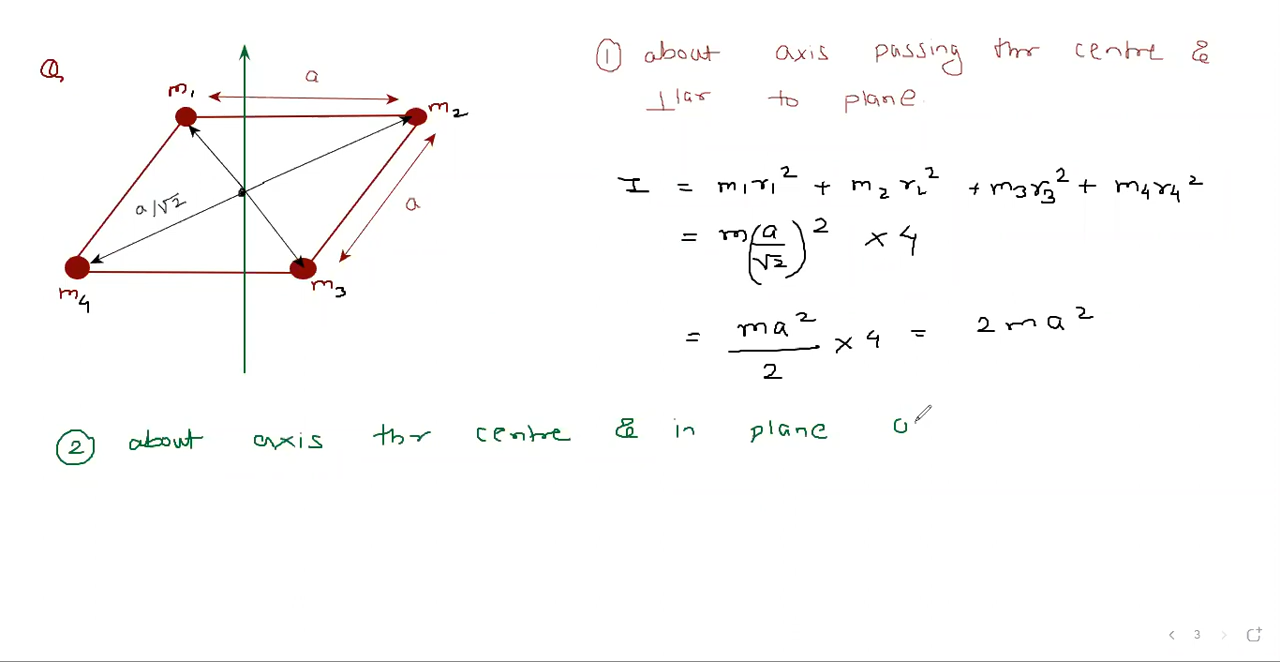 Q
m1 a m2
a
a/√2
m4 m3
① about axis passing thr centre &
⊥lar to plane.
I = m1r1² + m2r2² + m3r3² + m4r4²
= m(a/√2)² × 4
= ma²/2 × 4 = 2ma²
② about axis thr centre & in plane o
3